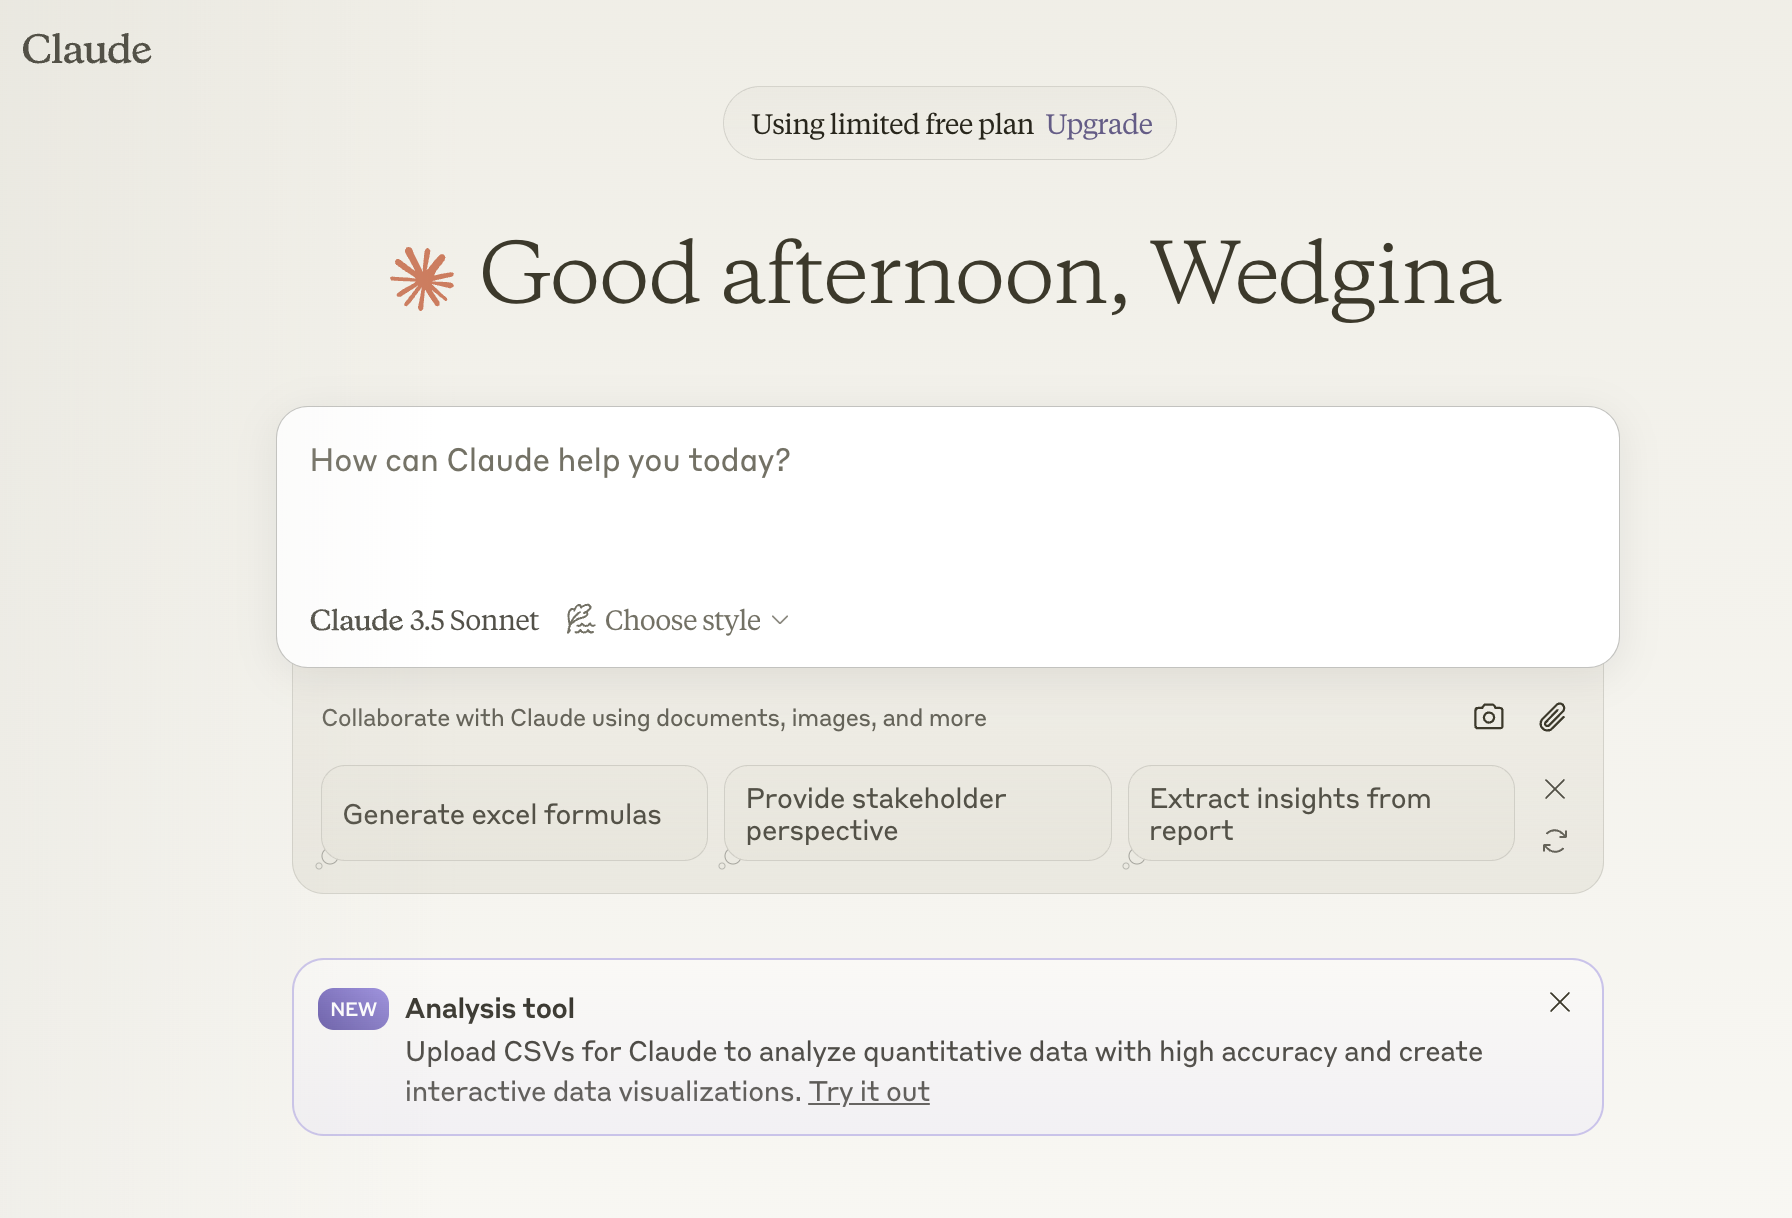 Claude
Using limited free plan Upgrade
Good afternoon, Wedgina
How can Claude help you today?
Claude 3.5 Sonnet Choose style
Collaborate with Claude using documents, images, and more
Generate excel formulas
Provide stakeholder
perspective
Extract insights from
report
NEW Analysis tool
Upload CSVs for Claude to analyze quantitative data with high accuracy and create
interactive data visualizations. Try it out